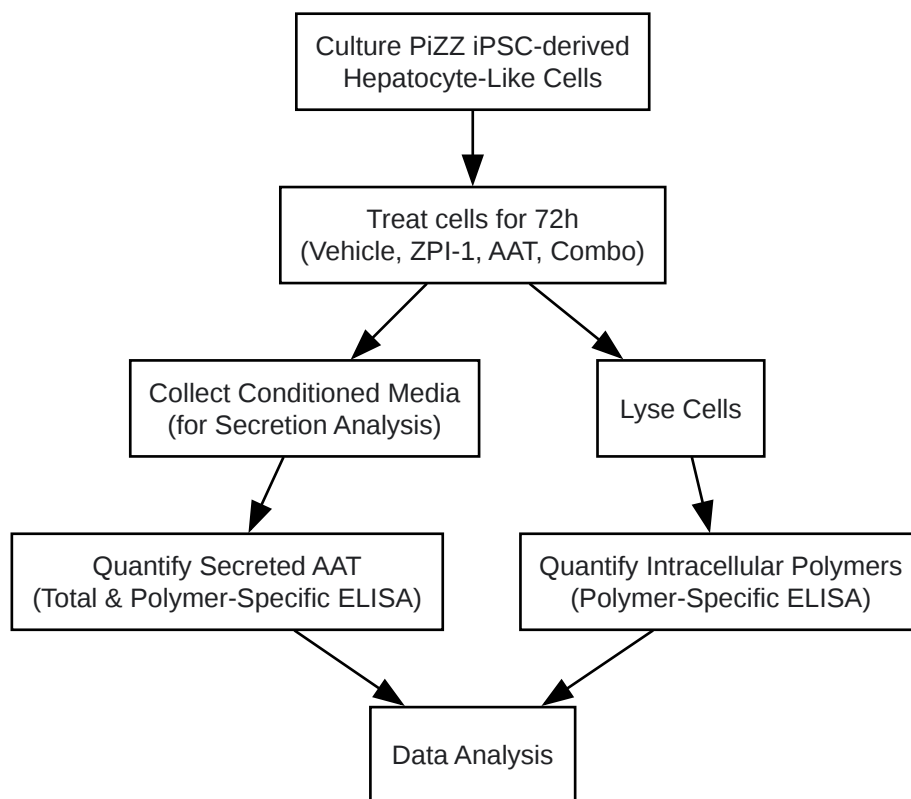 Culture PiZZ iPSC-derived
Hepatocyte-Like Cells
Treat cells for 72h
(Vehicle, ZPI-1, AAT, Combo)
Collect Conditioned Media
(for Secretion Analysis)
Lyse Cells
Quantify Secreted AAT
(Total & Polymer-Specific ELISA)
Quantify Intracellular Polymers
(Polymer-Specific ELISA)
Data Analysis